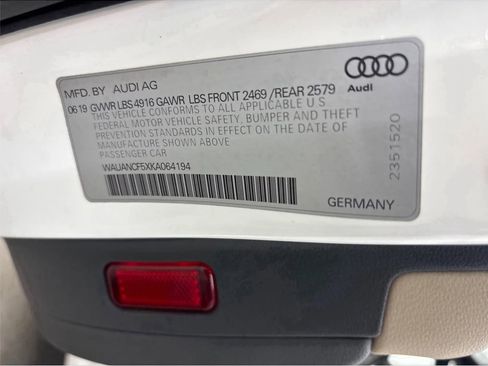 MFD. BY AUDI AG
06 19 GVWR LBS 4916 GAWR LBS FRONT 2469 /REAR 2579
THIS VEHICLE CONFORMS TO ALL APPLICABLE U S
FEDERAL MOTOR VEHICLE SAFETY, BUMPER AND THEFT
PREVENTION STANDARDS IN EFFECT ON THE DATE OF
MANUFACTURE SHOWN ABOVE
PASSENGER CAR
WAUANCF5XKA064194
Audi
2351520
GERMANY